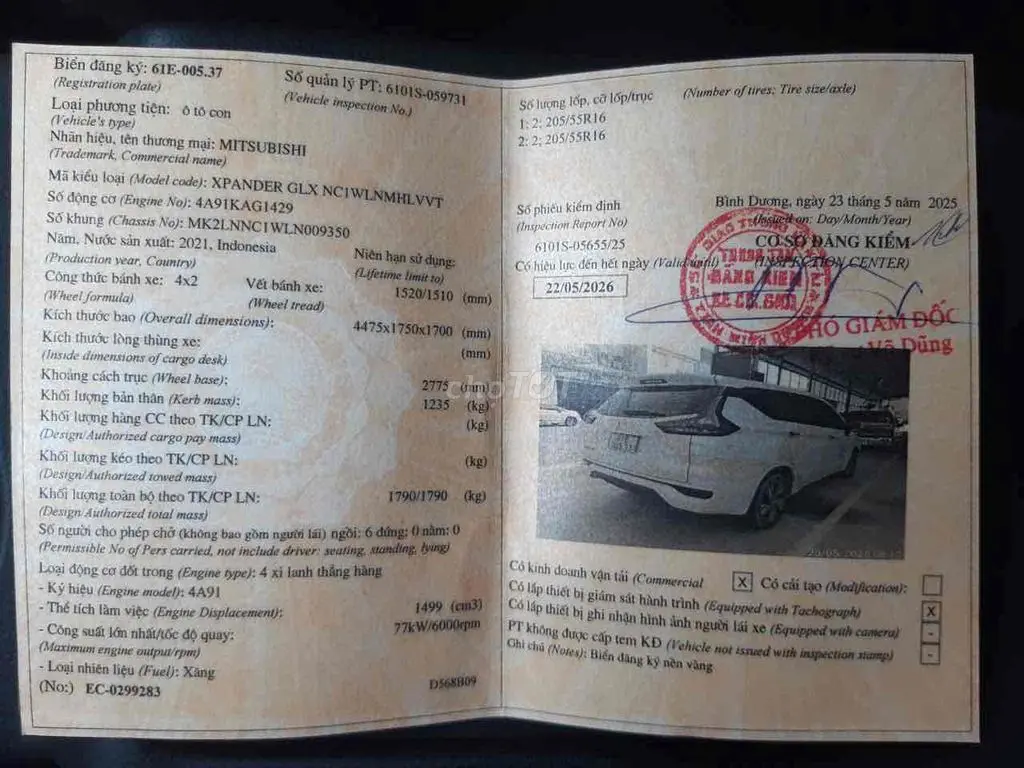 Biển đăng ký: 61E-005.37
(Registration plate)
Số quản lý PT: 6101S-059731
(Vehicle inspection No.)
Loại phương tiện: ô tô con
(Vehicle's type)
Nhãn hiệu, tên thương mại: MITSUBISHI
(Trademark, Commercial name)
Mã kiểu loại (Model code): XPANDER GLX NC1WLNMHLVVT
Số động cơ (Engine No): 4A91KAG1429
Số khung (Chassis No): MK2LNNC1WLN009350
Năm, Nước sản xuất: 2021, Indonesia
(Production year, Country)
Niên hạn sử dụng:
(Lifetime limit to)
Công thức bánh xe: 4x2
(Wheel formula)
Vết bánh xe: 1520/1510 (mm)
(Wheel tread)
Kích thước bao (Overall dimensions): 4475x1750x1700 (mm)
Kích thước lòng thùng xe: (mm)
(Inside dimensions of cargo desk)
Khoảng cách trục (Wheel base): 2775 (mm)
Khối lượng bản thân (Kerb mass): 1235 (kg)
Khối lượng hàng CC theo TK/CP LN: (kg)
(Design/Authorized cargo pay mass)
Khối lượng kéo theo TK/CP LN: (kg)
(Design/Authorized towed mass)
Khối lượng toàn bộ theo TK/CP LN: 1790/1790 (kg)
(Design/Authorized total mass)
Số người cho phép chở (không bao gồm người lái) ngồi: 6 đứng: 0 nằm: 0
(Permissible No of Pers carried, not include driver: seating, standing, lying)
Loại động cơ đốt trong (Engine type): 4 xi lanh thẳng hàng
- Ký hiệu (Engine model): 4A91
- Thể tích làm việc (Engine Displacement): 1499 (cm3)
- Công suất lớn nhất/tốc độ quay: 77kW/6000rpm
(Maximum engine output/rpm)
- Loại nhiên liệu (Fuel): Xăng
(No:) EC-0299283
D568B09
Số lượng lốp, cỡ lốp/trục (Number of tires; Tire size/axle)
1: 2; 205/55R16
2: 2; 205/55R16
Số phiếu kiểm định
(Inspection Report No)
6101S-05655/25
Có hiệu lực đến hết ngày (Valid until)
22/05/2026
Bình Dương, ngày 23 tháng 5 năm 2025
(Issued on: Day/Month/Year)
CƠ SỞ ĐĂNG KIỂM
(INSPECTION CENTER)
TRUNG TÂM
ĐĂNG KIỂM
XE CƠ GIỚI
PHÓ GIÁM ĐỐC
Võ Dũng
chợTỐT
Có kinh doanh vận tải (Commercial X Có cải tạo (Modification):
Có lắp thiết bị giám sát hành trình (Equipped with Tachograph) x
Có lắp thiết bị ghi nhận hình ảnh người lái xe (Equipped with camera) -
PT không được cấp tem KĐ (Vehicle not issued with inspection stamp) -
Ghi chú (Notes): Biển đăng ký nền vàng